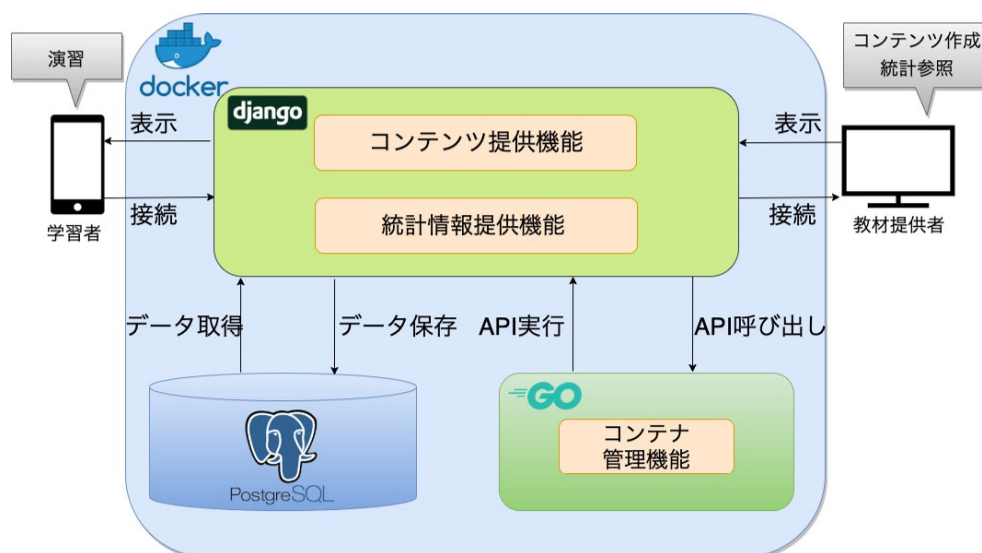 演習
docker
django
コンテンツ作成
統計参照
表示
コンテンツ提供機能
表示
接続
統計情報提供機能
接続
学習者
教材提供者
データ取得
データ保存
API実行
API呼び出し
GO
コンテナ
管理機能
PostgreSQL